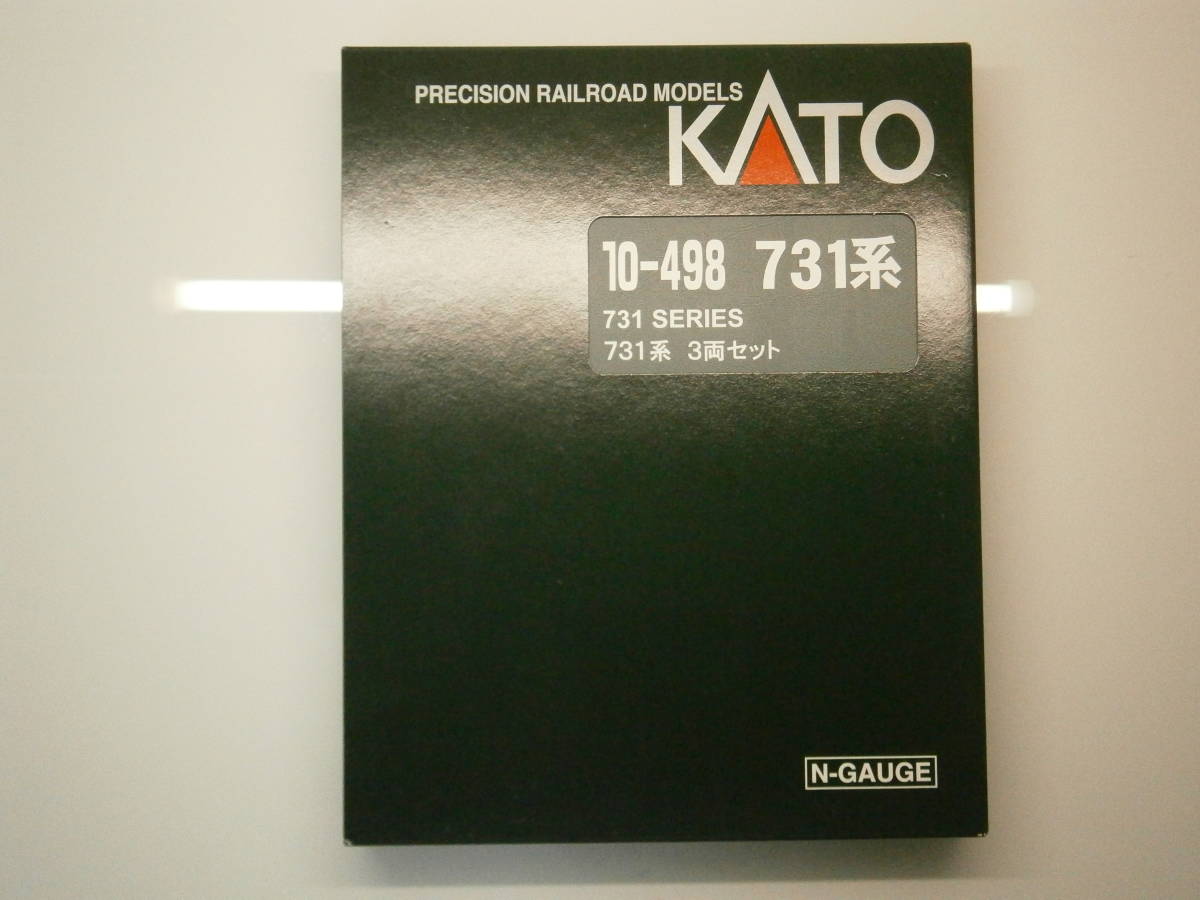 PRECISION RAILROAD MODELS
KATO
10-498 731系
731 SERIES
731系 3両セット
N-GAUGE